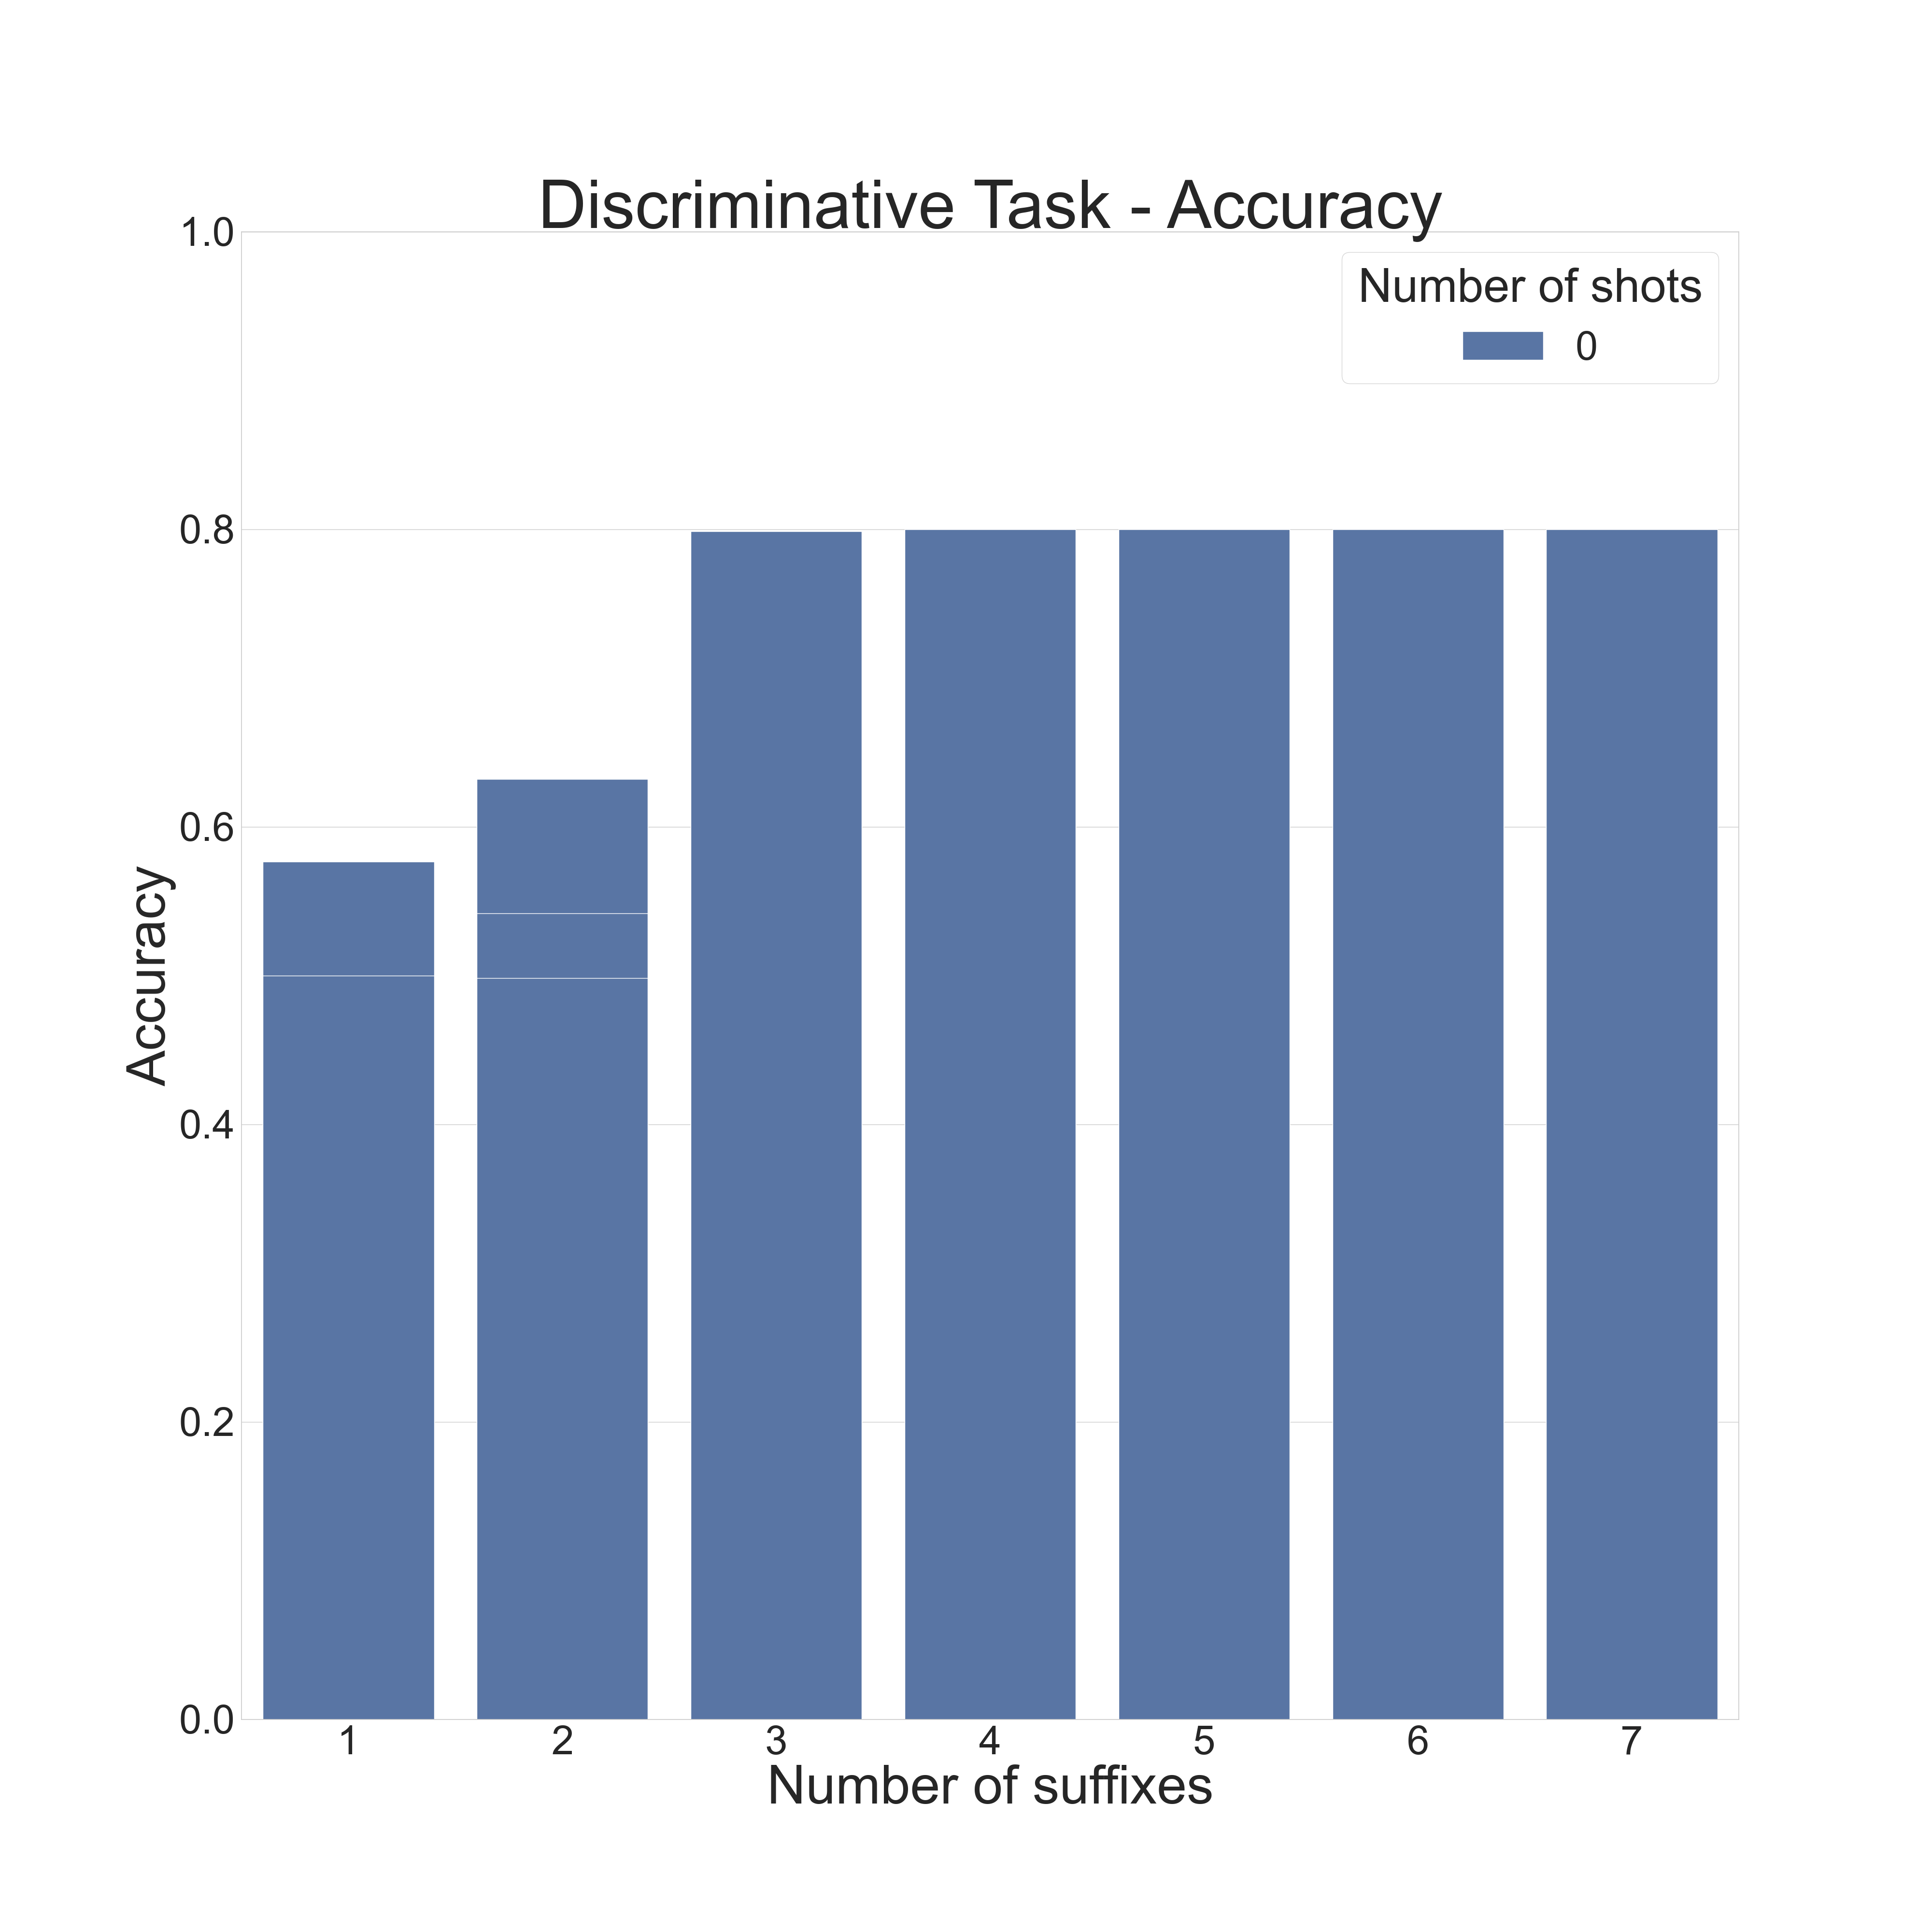 Discriminative Task - Accuracy
Number of shots
0
Accuracy
1.0
0.8
0.6
0.4
0.2
0.0
1 2 3 4 5 6 7
Number of suffixes